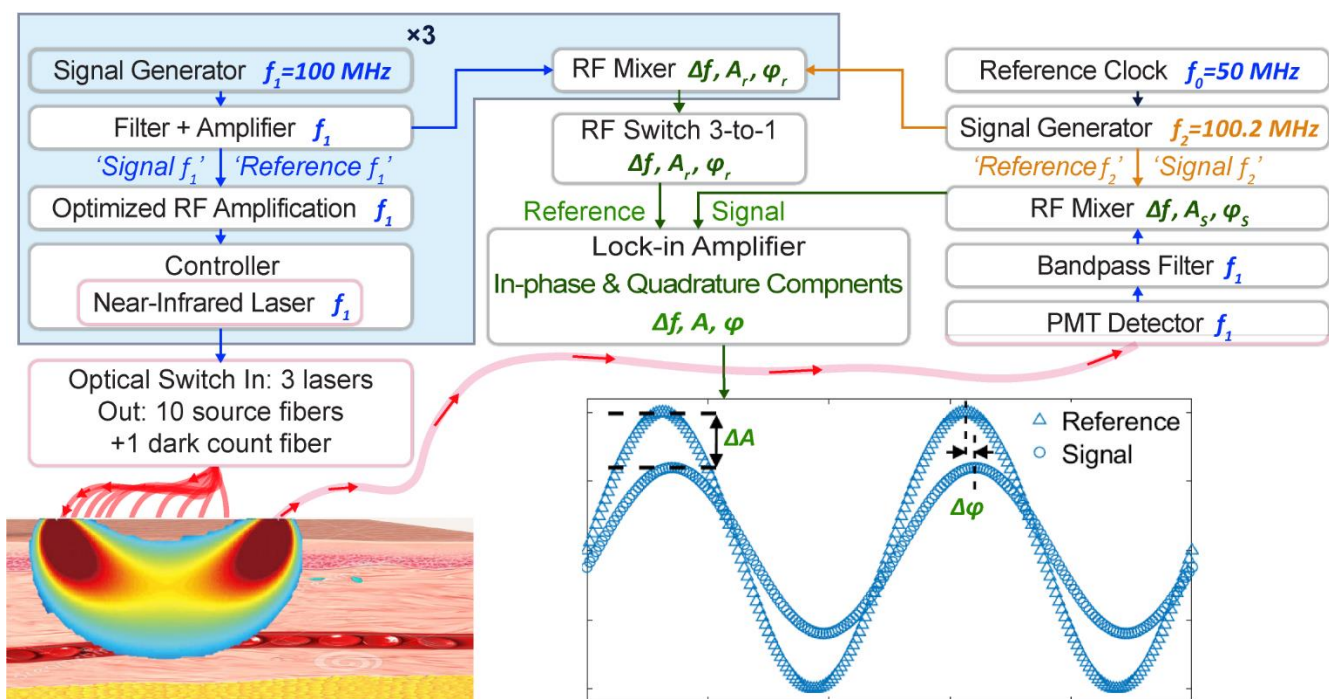 ×3
Signal Generator f₁=100 MHz
Filter + Amplifier f₁
‘Signal f₁’ ‘Reference f₁’
Optimized RF Amplification f₁
Controller
Near-Infrared Laser f₁
Optical Switch In: 3 lasers
Out: 10 source fibers
+1 dark count fiber
RF Mixer Δf, Aᵣ, φᵣ
RF Switch 3-to-1
Δf, Aᵣ, φᵣ
Reference Signal
Lock-in Amplifier
In-phase & Quadrature Compnents
Δf, A, φ
Reference Clock f₀=50 MHz
Signal Generator f₂=100.2 MHz
‘Reference f₂’ ‘Signal f₂’
RF Mixer Δf, Aₛ, φₛ
Bandpass Filter f₁
PMT Detector f₁
ΔA
Δφ
Reference
Signal